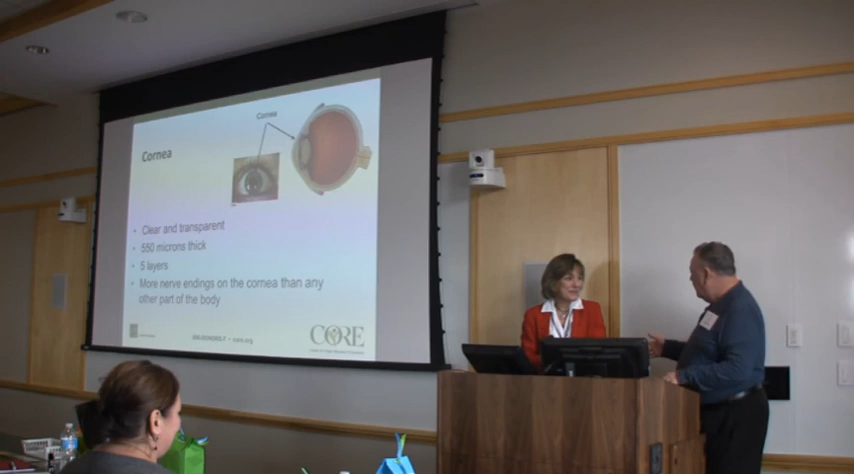 Cornea
Cornea
• Clear and transparent
• 550 microns thick
• 5 layers
• More nerve endings on the cornea than any
other part of the body
CORE